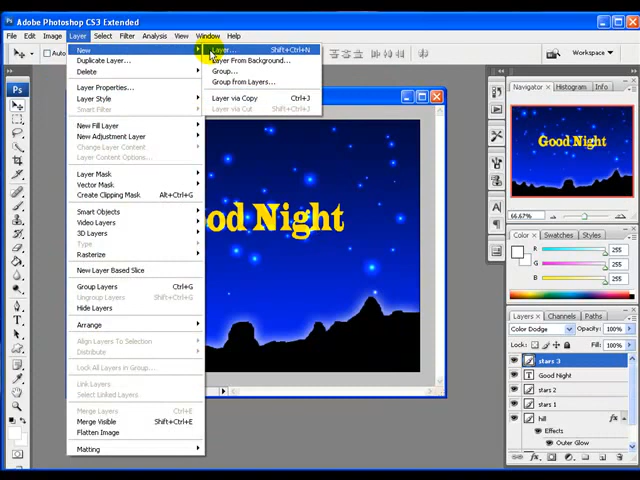 Adobe Photoshop CS3 Extended
File Edit Image Layer Select Filter Analysis View Window Help
Auto
Workspace
New
Duplicate Layer...
Delete
Layer Properties...
Layer Style
Smart Filter
New Fill Layer
New Adjustment Layer
Change Layer Content
Layer Content Options...
Layer Mask
Vector Mask
Create Clipping Mask Alt+Ctrl+G
Smart Objects
Video Layers
3D Layers
Type
Rasterize
New Layer Based Slice
Group Layers Ctrl+G
Ungroup Layers Shift+Ctrl+G
Hide Layers
Arrange
Align Layers To Selection
Distribute
Lock All Layers in Group...
Link Layers
Select Linked Layers
Merge Layers Ctrl+E
Merge Visible Shift+Ctrl+E
Flatten Image
Matting
Layer... Shift+Ctrl+N
Layer From Background...
Group...
Group from Layers...
Layer via Copy Ctrl+J
Layer via Cut Shift+Ctrl+J
od Night
Ps
Navigator Histogram Info
Good Night
66.67%
Color Swatches Styles
R 255
G 255
B 255
Layers Channels Paths
Color Dodge Opacity: 100%
Lock: Fill: 100%
stars 3
Good Night
stars 2
stars 1
hill fx
Effects
Outer Glow